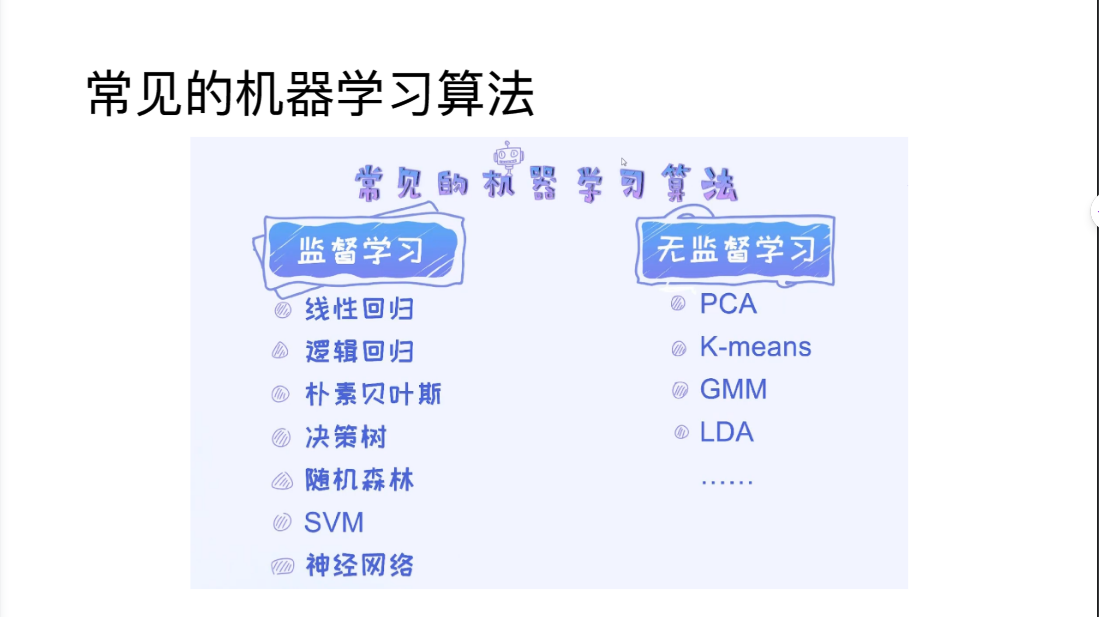 常见的机器学习算法
常见的机器学习算法
监督学习
线性回归
逻辑回归
朴素贝叶斯
决策树
随机森林
SVM
神经网络
无监督学习
PCA
K-means
GMM
LDA
……